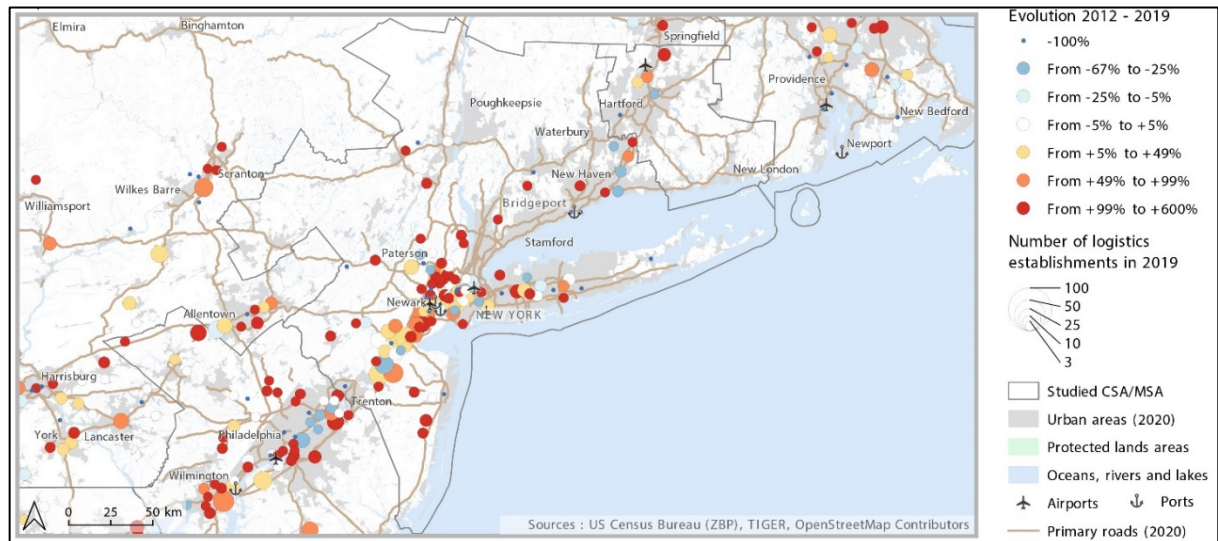 Elmira
Binghamton
Springfield
Providence
Poughkeepsie
Hartford
New Bedford
Waterbury
Newport
Scranton
Wilkes Barre
New Haven
New London
Williamsport
Bridgeport
Stamford
Paterson
Newark
NEW YORK
Allentown
Harrisburg
Trenton
York
Lancaster
Philadelphia
Wilmington
0 25 50 km
Sources : US Census Bureau (ZBP), TIGER, OpenStreetMap Contributors
Evolution 2012 - 2019
-100%
From -67% to -25%
From -25% to -5%
From -5% to +5%
From +5% to +49%
From +49% to +99%
From +99% to +600%
Number of logistics
establishments in 2019
100
50
25
10
3
Studied CSA/MSA
Urban areas (2020)
Protected lands areas
Oceans, rivers and lakes
Airports Ports
Primary roads (2020)